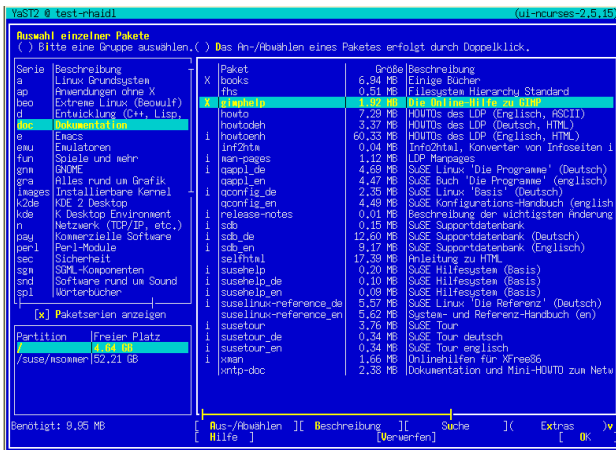 YaST2 @ test-rhaidl (ui-ncurses-2,5,15)
Auswahl einzelner Pakete
( ) Bitte eine Gruppe auswählen.( ) Das An-/Abwählen eines Paketes erfolgt durch Doppelklick.
Serie Beschreibung
a Linux Grundsystem
ap Anwendungen ohne X
beo Extreme Linux (Beowulf)
d Entwicklung (C++, Lisp,
doc Dokumentation
e Emacs
emu Emulatoren
fun Spiele und mehr
gnm GNOME
gra Alles rund um Grafik
images Installierbare Kernel
k2de K2 Desktop
kde K Desktop Environment
n Netzwerk (TCP/IP, etc.)
pay Kommerzielle Software
perl Perl-Module
sec Sicherheit
sgm SGML-Komponenten
snd Software rund um Sound
spl Wörterbücher
[x] Paketserien anzeigen
Partition Freier Platz
/ 4.64 GB
/suse/msommer 52.21 GB
Benötigt: 9.95 MB
Paket Größe Beschreibung
X books 6.94 MB Einige Bücher
fhs 0.51 MB Filesystem Hierarchy Standard
X gimphelp 1.92 MB Die Online-Hilfe zu GIMP
howto 7.29 MB HOWTOs des LDP (Englisch, ASCII)
howtodeh 3.37 MB HOWTOs des LDP (Deutsch, HTML)
i howtoenh 60.33 MB HOWTOs des LDP (Englisch, HTML)
inf2htm 0.04 MB Info2html, Konverter von Infoseiten i
i man-pages 1.12 MB LDP Manpages
i qappl_de 4.69 MB SuSE Linux 'Die Programme' (Deutsch)
qappl_en 4.47 MB SuSE Buch 'Die Programme' (englisch)
i qconfig_de 2.35 MB SuSE Linux 'Basis' (Deutsch)
qconfig_en 4.49 MB SuSE Konfigurations-Handbuch (english
i release-notes 0.01 MB Beschreibung der wichtigsten Änderung
i sdb 0.15 MB SuSE Supportdatenbank
i sdb_de 12.60 MB SuSE Supportdatenbank (Deutsch)
i sdb_en 9.17 MB SuSE Supportdatenbank (Englisch)
selfhtml 17.39 MB Anleitung zu HTML
i susehelp 0.20 MB SuSE Hilfesystem (Basis)
i susehelp_de 0.10 MB SuSE Hilfesystem (Basis)
i susehelp_en 0.09 MB SuSE Hilfesystem (Basis)
suselinux-reference_de 5.57 MB SuSE Linux 'Die Referenz' (Deutsch)
suselinux-reference_en 5.62 MB System- und Referenz-Handbuch (en)
i susetour 3.76 MB SuSE Tour
i susetour_de 0.34 MB SuSE Tour deutsch
i susetour_en 0.34 MB SuSE Tour englisch
i xman 1.66 MB Onlinehilfen für XFree86
xntp-doc 2.38 MB Dokumentation und Mini-HOWTO zum Netw
[ Aus-/Abwählen ][ Beschreibung ][ Suche ]( Extras )v
[ Hilfe ] [Verwerfen] [ OK